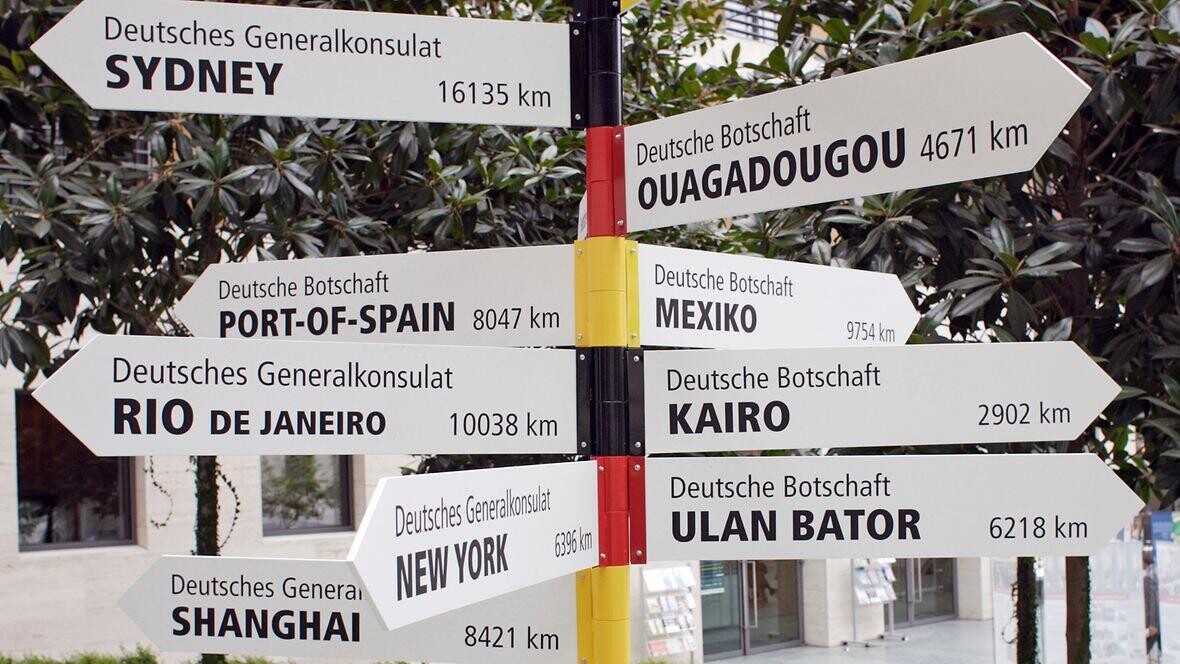 Deutsches Generalkonsulat
SYDNEY
16135 km
Deutsche Botschaft
OUAGADOUGOU 4671 km
Deutsche Botschaft
PORT-OF-SPAIN 8047 km
Deutsche Botschaft
MEXIKO
9754 km
Deutsches Generalkonsulat
RIO DE JANEIRO 10038 km
Deutsche Botschaft
KAIRO 2902 km
Deutsches Generalkonsulat
NEW YORK 6396 km
Deutsche Botschaft
ULAN BATOR 6218 km
Deutsches General
SHANGHAI 8421 km